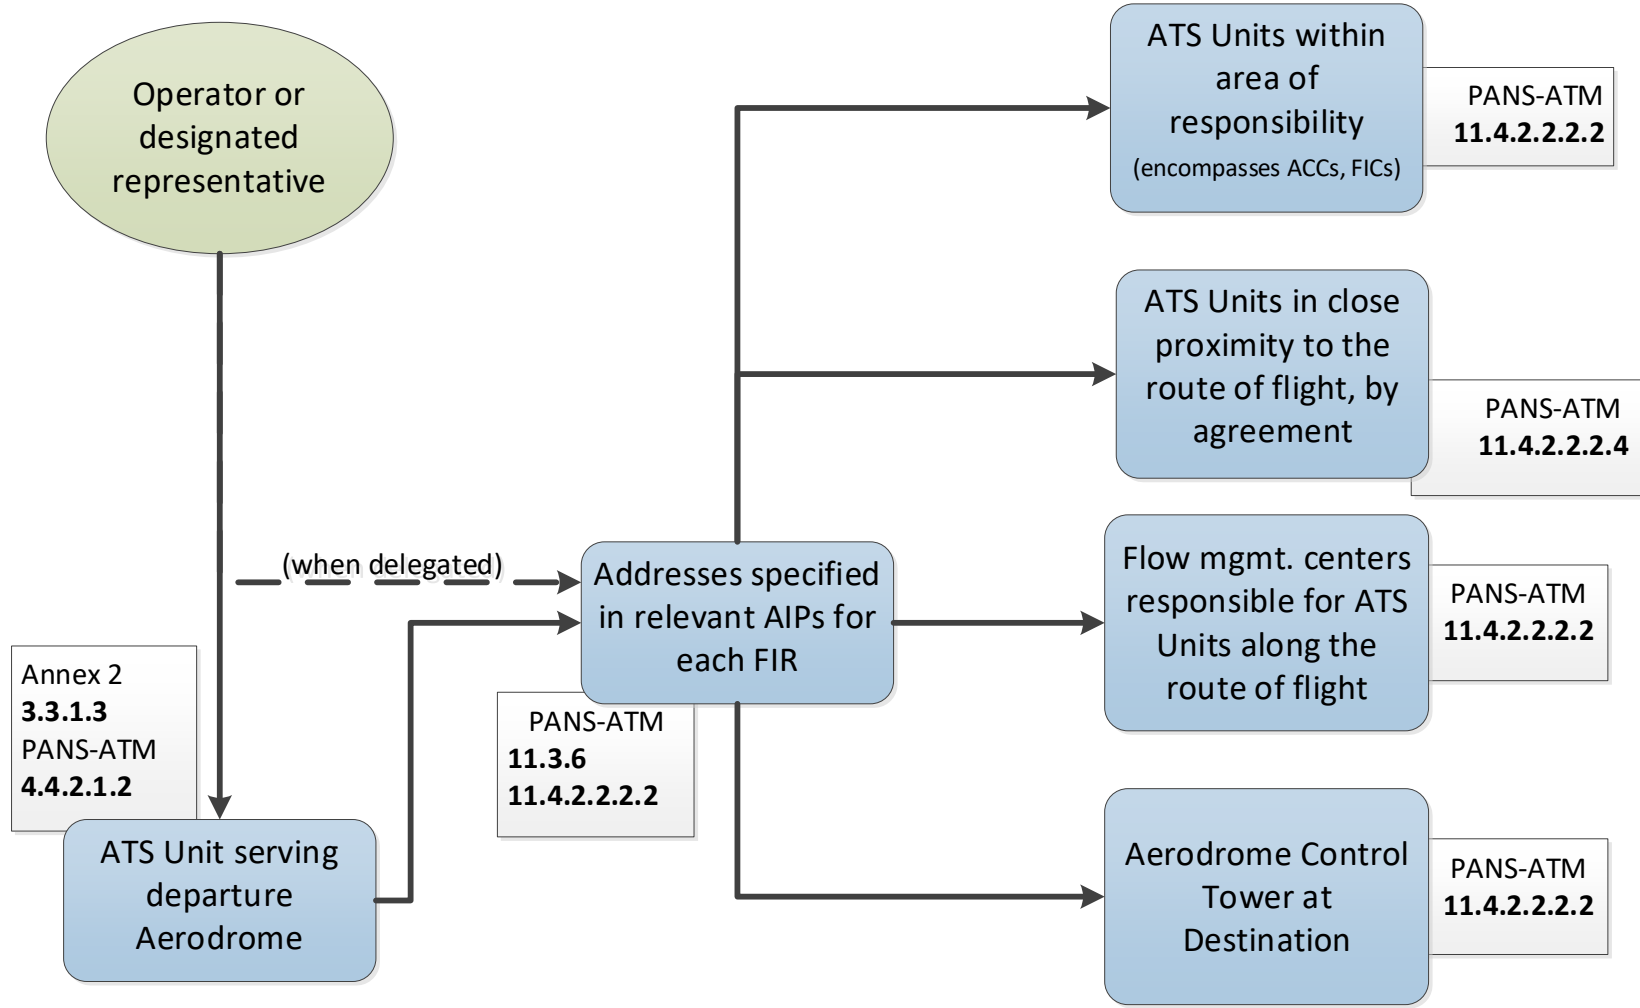 Operator or
designated
representative
(when delegated)
Annex 2
3.3.1.3
PANS-ATM
4.4.2.1.2
ATS Unit serving
departure
Aerodrome
Addresses specified
in relevant AIPs for
each FIR
PANS-ATM
11.3.6
11.4.2.2.2.2
ATS Units within
area of
responsibility
(encompasses ACCs, FICs)
PANS-ATM
11.4.2.2.2.2
ATS Units in close
proximity to the
route of flight, by
agreement
PANS-ATM
11.4.2.2.2.4
Flow mgmt. centers
responsible for ATS
Units along the
route of flight
PANS-ATM
11.4.2.2.2.2
Aerodrome Control
Tower at
Destination
PANS-ATM
11.4.2.2.2.2